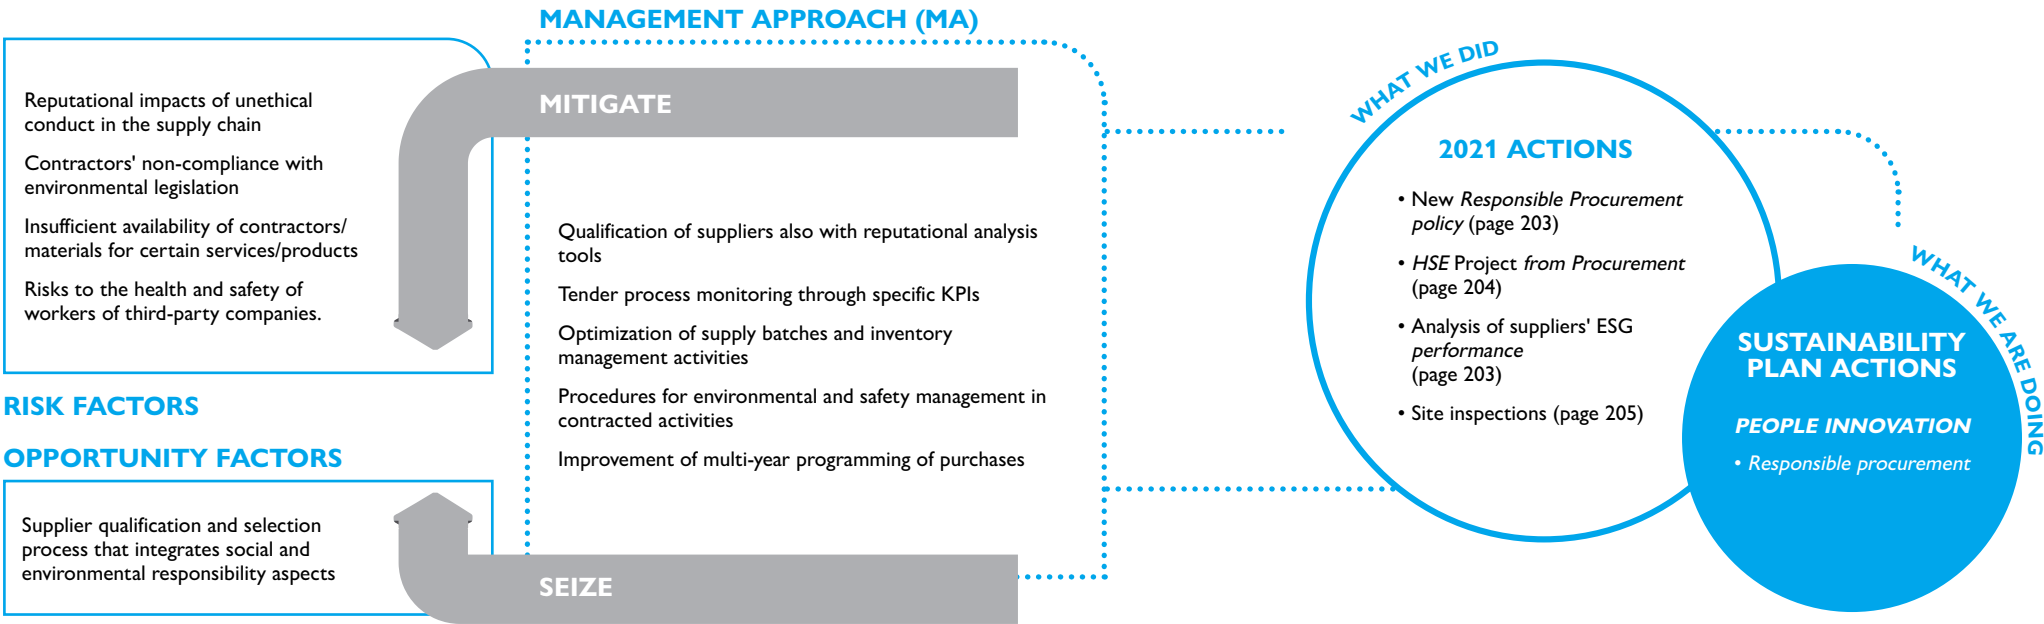 MANAGEMENT APPROACH (MA)
Reputational impacts of unethical
conduct in the supply chain
Contractors' non-compliance with
environmental legislation
Insufficient availability of contractors/
materials for certain services/products
Risks to the health and safety of
workers of third-party companies.
RISK FACTORS
OPPORTUNITY FACTORS
Supplier qualification and selection
process that integrates social and
environmental responsibility aspects
MITIGATE
Qualification of suppliers also with reputational analysis
tools
Tender process monitoring through specific KPIs
Optimization of supply batches and inventory
management activities
Procedures for environmental and safety management in
contracted activities
Improvement of multi-year programming of purchases
SEIZE
WHAT WE DID
2021 ACTIONS
• New Responsible Procurement
policy (page 203)
• HSE Project from Procurement
(page 204)
• Analysis of suppliers' ESG
performance
(page 203)
• Site inspections (page 205)
WHAT WE ARE DOING
SUSTAINABILITY
PLAN ACTIONS
PEOPLE INNOVATION
• Responsible procurement